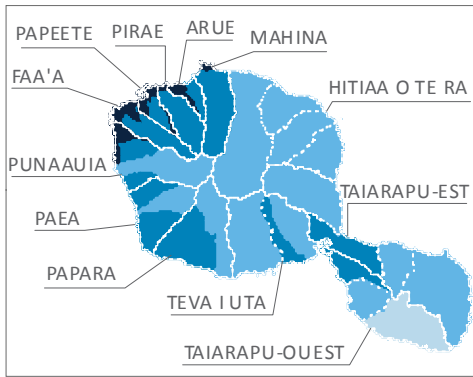 PAPEETE
PIRAE
ARUE
MAHINA
FAA'A
HITIAA O TE RA
PUNAAUIA
TAIARAPU-EST
PAEA
PAPARA
TEVA I UTA
TAIARAPU-OUEST